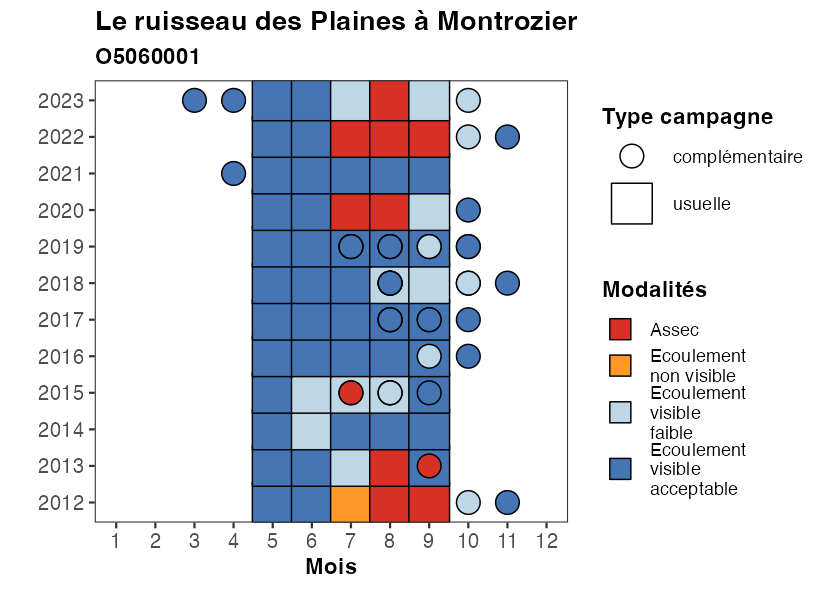 Le ruisseau des Plaines à Montrozier
O5060001
2023
2022
2021
2020
2019
2018
2017
2016
2015
2014
2013
2012
1 2 3 4 5 6 7 8 9 10 11 12
Mois
Type campagne
complémentaire
usuelle
Modalités
Assec
Ecoulement
non visible
Ecoulement
visible
faible
Ecoulement
visible
acceptable